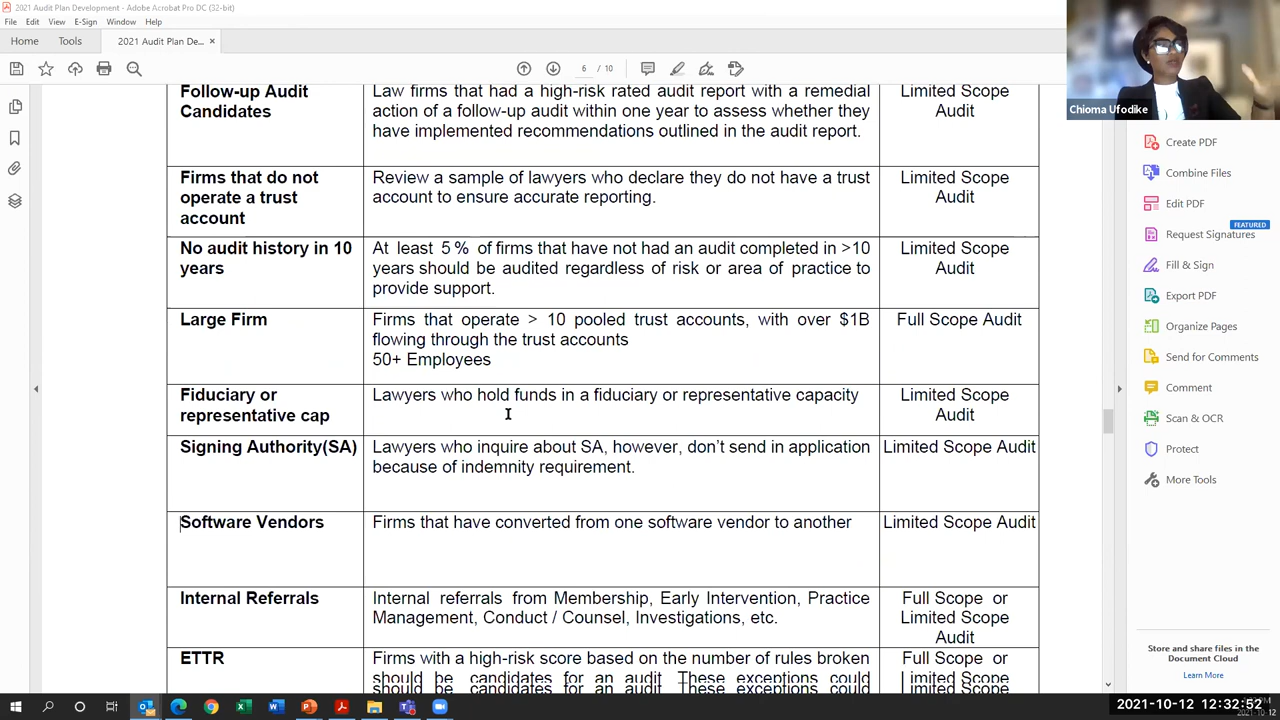 2021 Audit Plan Development - Adobe Acrobat Pro DC (32-bit)
File Edit View E-Sign Window Help
Home Tools 2021 Audit Plan De... ×
6 / 10
Chioma Ufodike
Follow-up Audit
Candidates
Law firms that had a high-risk rated audit report with a remedial
action of a follow-up audit within one year to assess whether they
have implemented recommendations outlined in the audit report.
Limited Scope
Audit
Firms that do not
operate a trust
account
Review a sample of lawyers who declare they do not have a trust
account to ensure accurate reporting.
Limited Scope
Audit
No audit history in 10
years
At least 5% of firms that have not had an audit completed in >10
years should be audited regardless of risk or area of practice to
provide support.
Limited Scope
Audit
Large Firm
Firms that operate > 10 pooled trust accounts, with over $1B
flowing through the trust accounts
50+ Employees
Full Scope Audit
Fiduciary or
representative cap
Lawyers who hold funds in a fiduciary or representative capacity
Limited Scope
Audit
Signing Authority(SA)
Lawyers who inquire about SA, however, don't send in application
because of indemnity requirement.
Limited Scope Audit
Software Vendors
Firms that have converted from one software vendor to another
Limited Scope Audit
Internal Referrals
Internal referrals from Membership, Early Intervention, Practice
Management, Conduct / Counsel, Investigations, etc.
Full Scope or
Limited Scope
Audit
ETTR
Firms with a high-risk score based on the number of rules broken
should be candidates for an audit These exceptions could
Full Scope or
Limited Scope
Create PDF
Combine Files
Edit PDF
FEATURED
Request Signatures
Fill & Sign
Export PDF
Organize Pages
Send for Comments
Comment
Scan & OCR
Protect
More Tools
Store and share files in the
Document Cloud
Learn More
2021-10-12 12:32:52